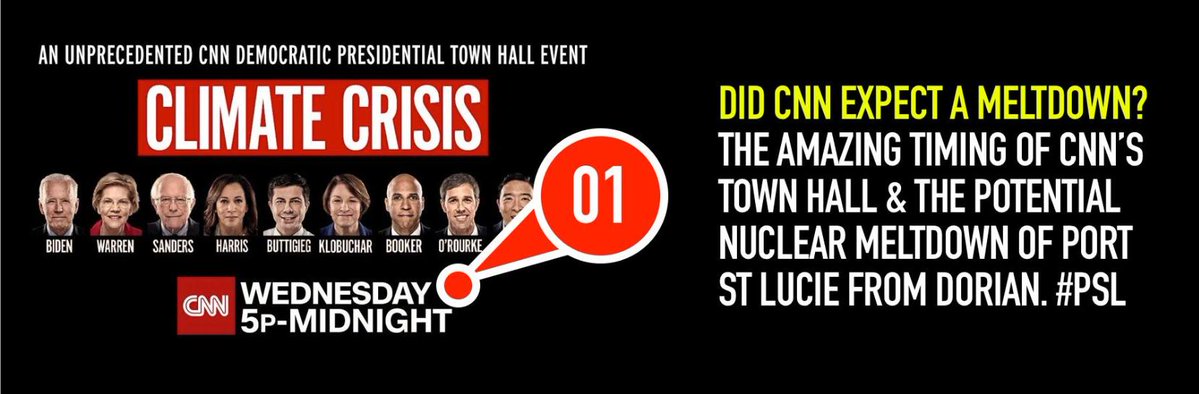 AN UNPRECEDENTED CNN DEMOCRATIC PRESIDENTIAL TOWN HALL EVENT
CLIMATE CRISIS
BIDEN WARREN SANDERS HARRIS BUTTIGIEG KLOBUCHAR BOOKER O'ROURKE
CNN
WEDNESDAY
5P-MIDNIGHT
01
DID CNN EXPECT A MELTDOWN?
THE AMAZING TIMING OF CNN'S
TOWN HALL & THE POTENTIAL
NUCLEAR MELTDOWN OF PORT
ST LUCIE FROM DORIAN. #PSL